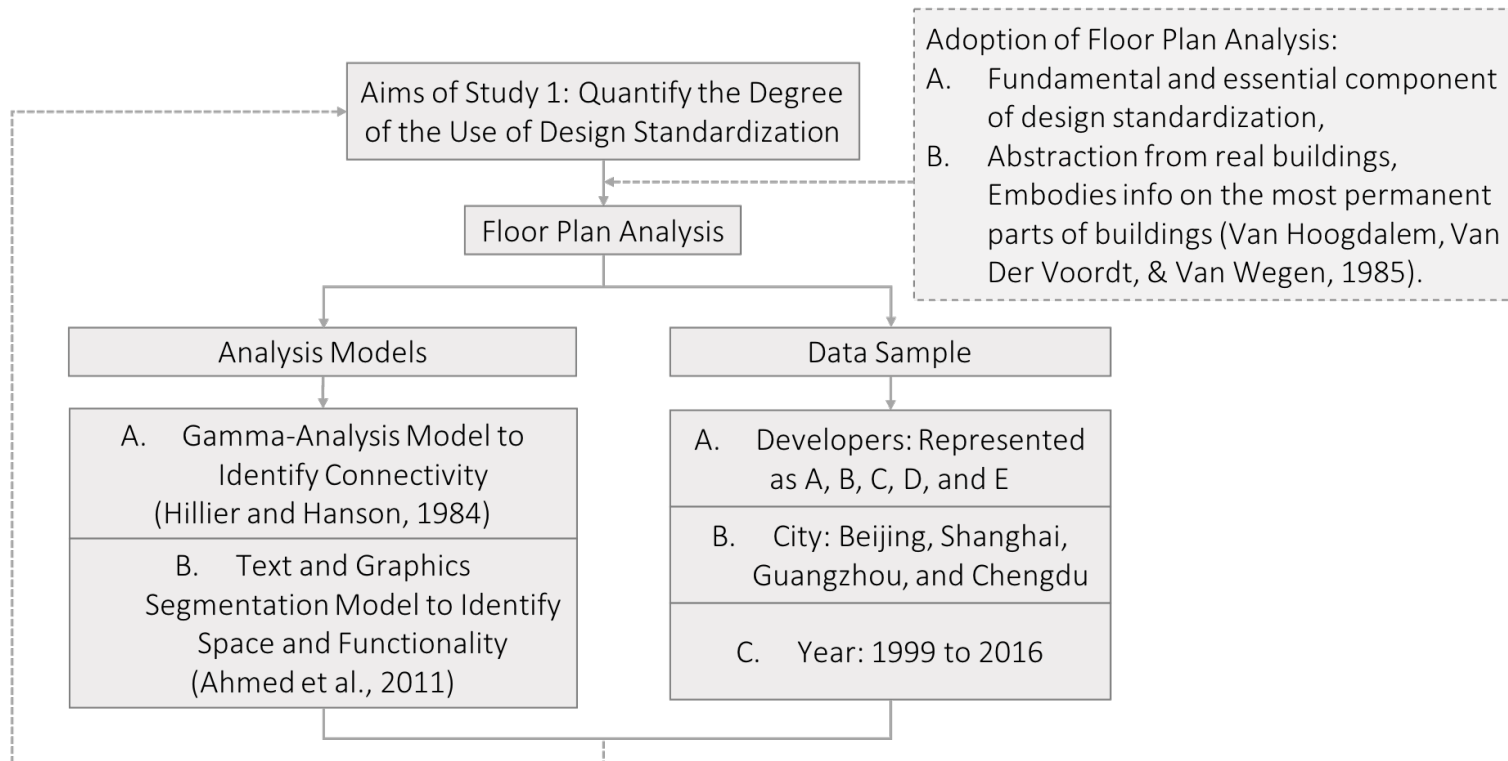 Adoption of Floor Plan Analysis:
A. Fundamental and essential component
of design standardization,
B. Abstraction from real buildings,
Embodies info on the most permanent
parts of buildings (Van Hoogdalem, Van
Der Voordt, & Van Wegen, 1985).
Aims of Study 1: Quantify the Degree
of the Use of Design Standardization
Floor Plan Analysis
Analysis Models
A. Gamma-Analysis Model to
Identify Connectivity
(Hillier and Hanson, 1984)
B. Text and Graphics
Segmentation Model to Identify
Space and Functionality
(Ahmed et al., 2011)
Data Sample
A. Developers: Represented
as A, B, C, D, and E
B. City: Beijing, Shanghai,
Guangzhou, and Chengdu
C. Year: 1999 to 2016